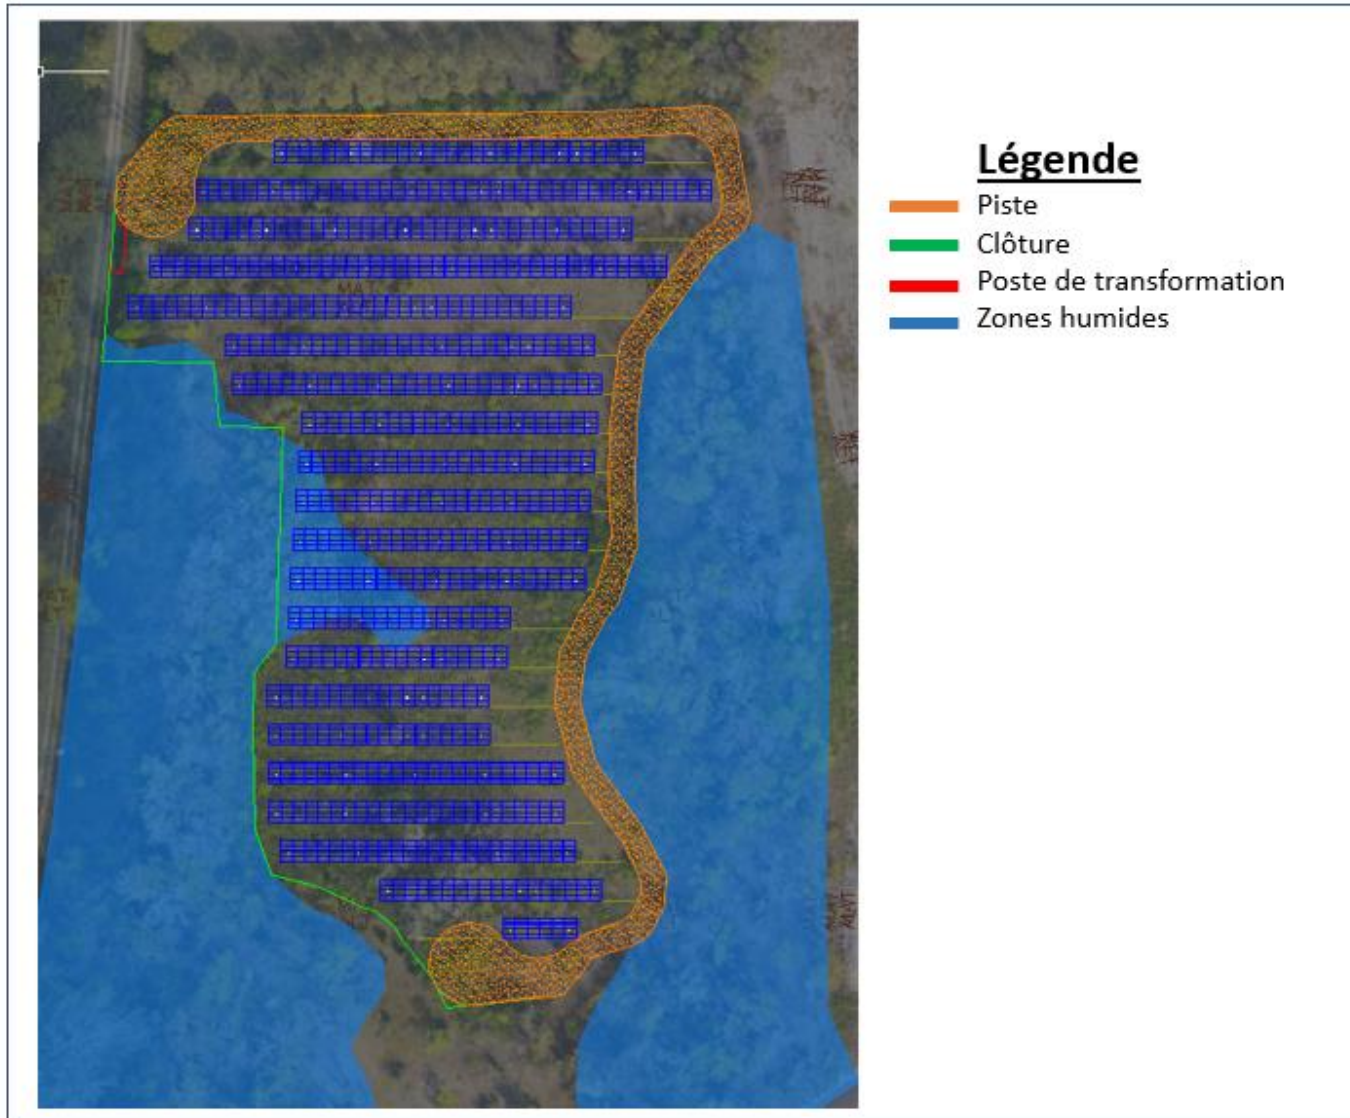 Légende
Piste
Clôture
Poste de transformation
Zones humides